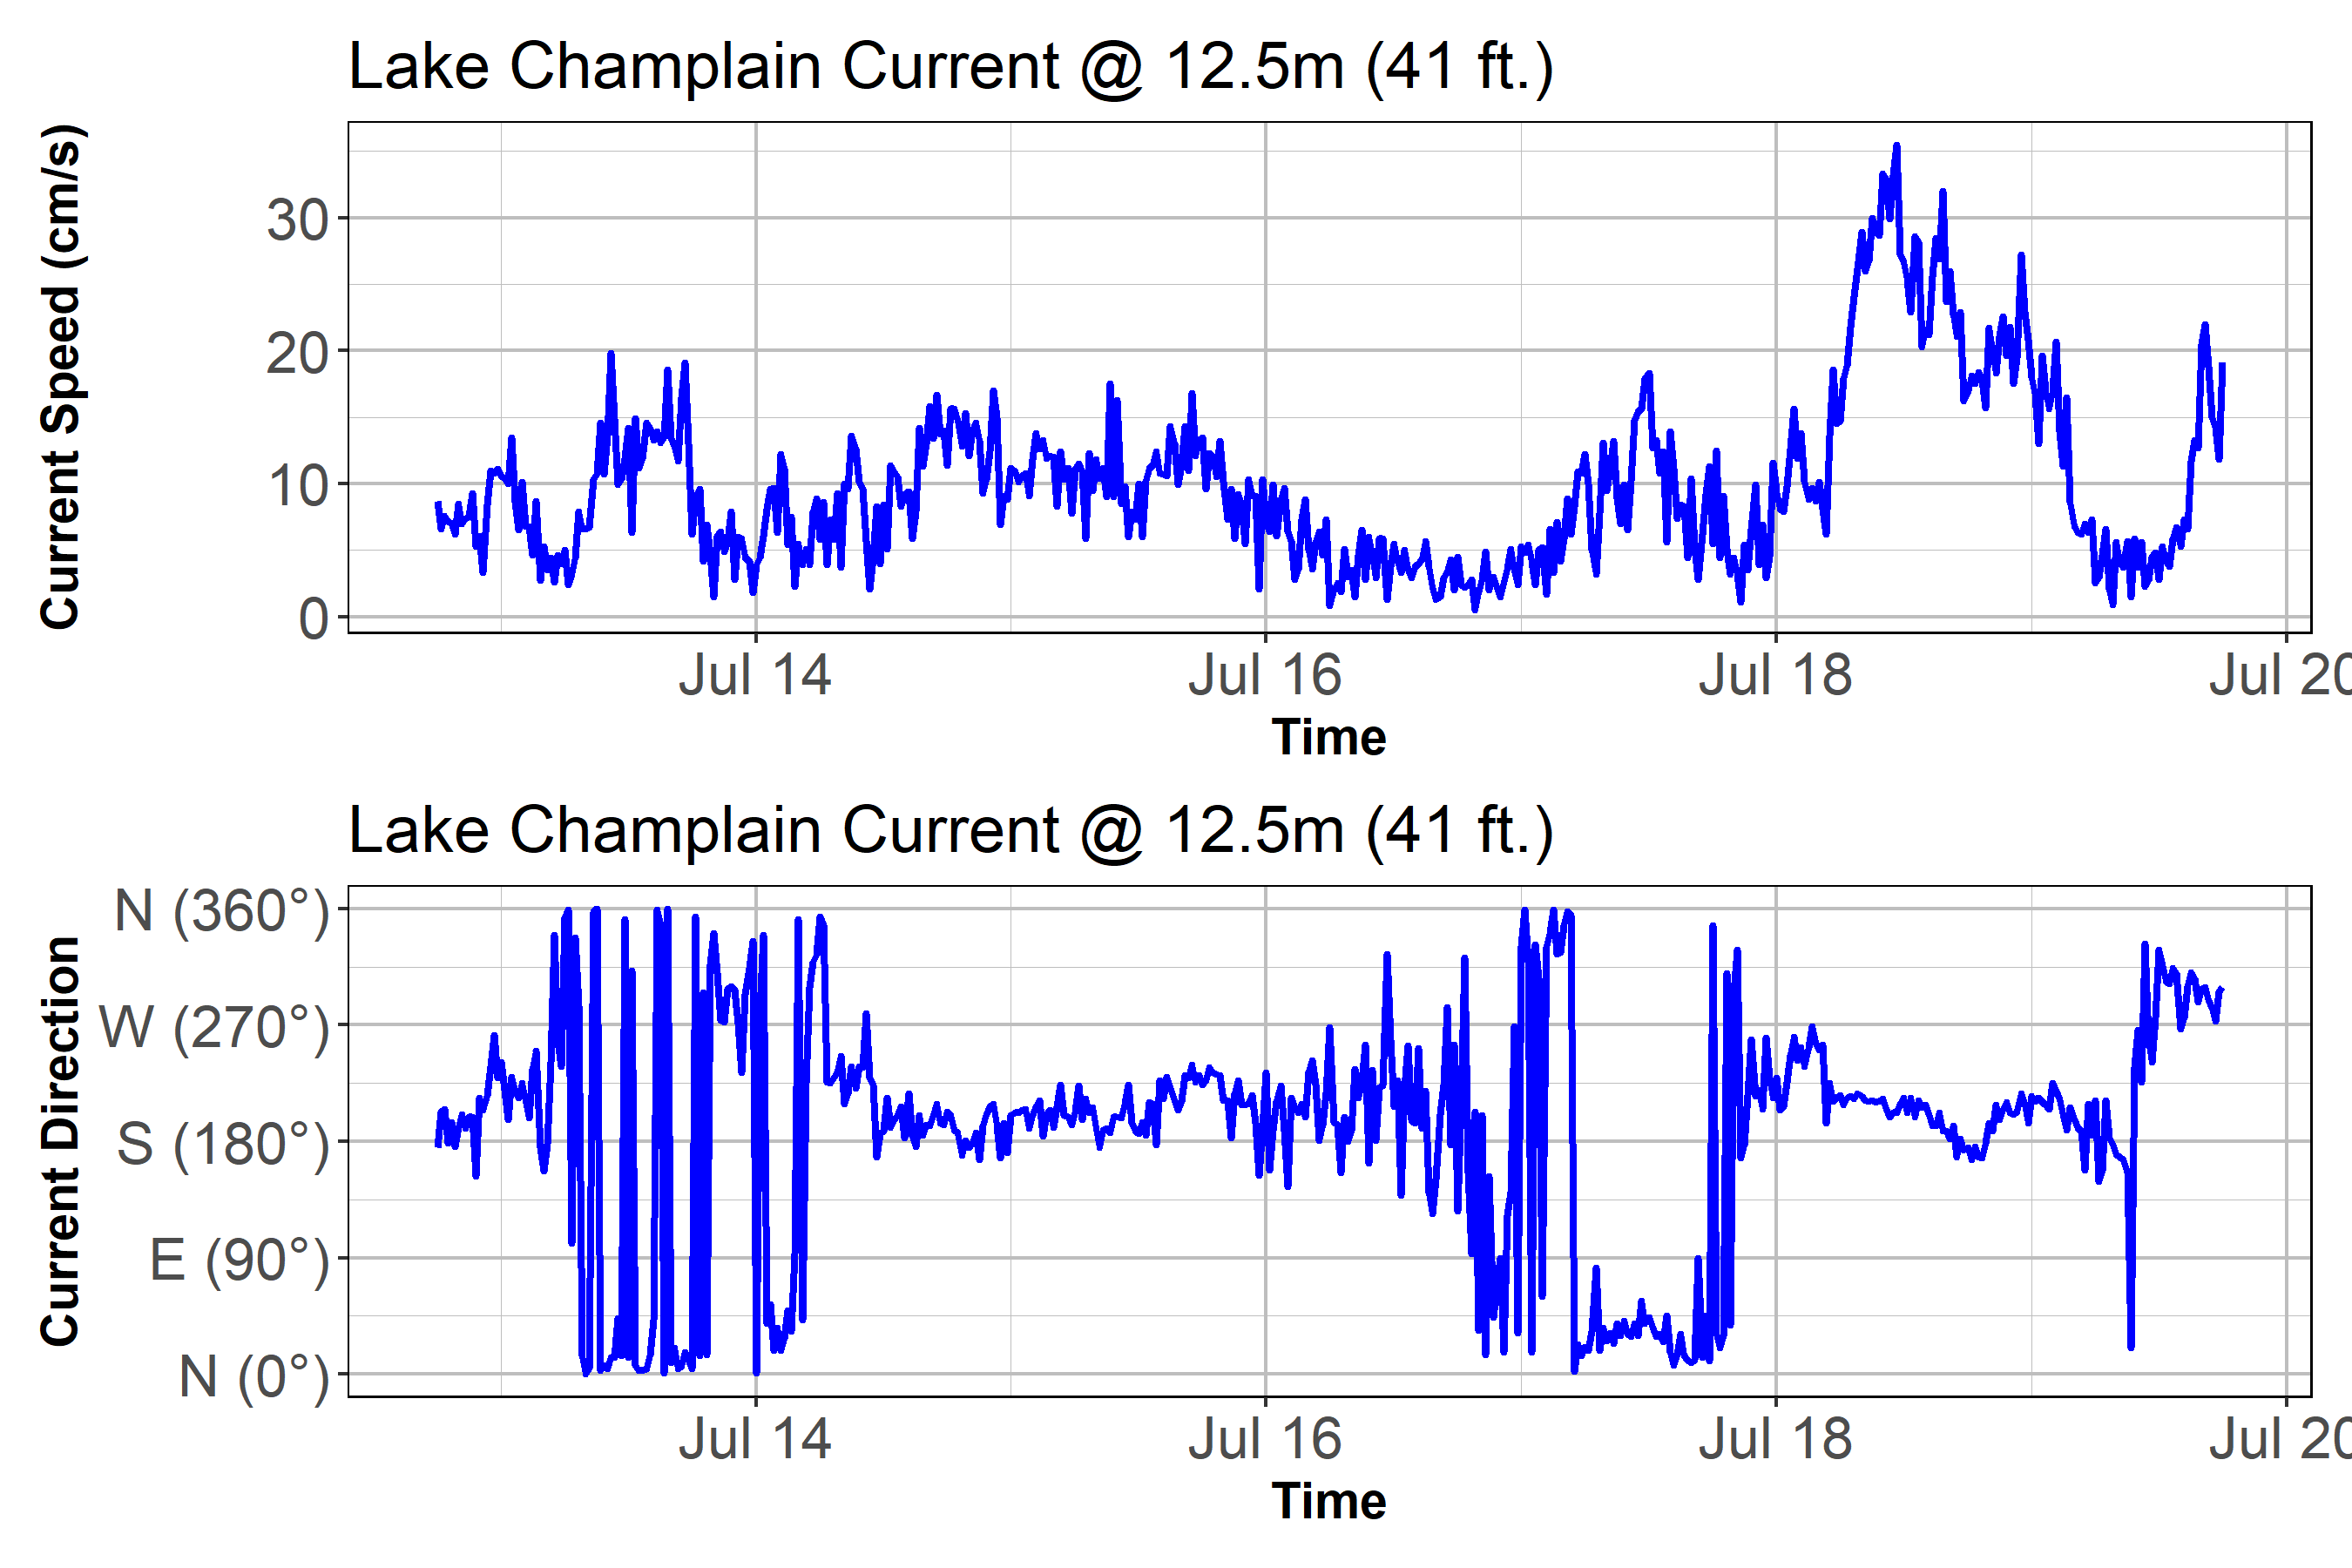 Lake Champlain Current @ 12.5m (41 ft.)
Current Speed (cm/s)
30
20
10
0
Jul 14 Jul 16 Jul 18 Jul 20
Time
Lake Champlain Current @ 12.5m (41 ft.)
Current Direction
N (360°)
W (270°)
S (180°)
E (90°)
N (0°)
Jul 14 Jul 16 Jul 18 Jul 20
Time